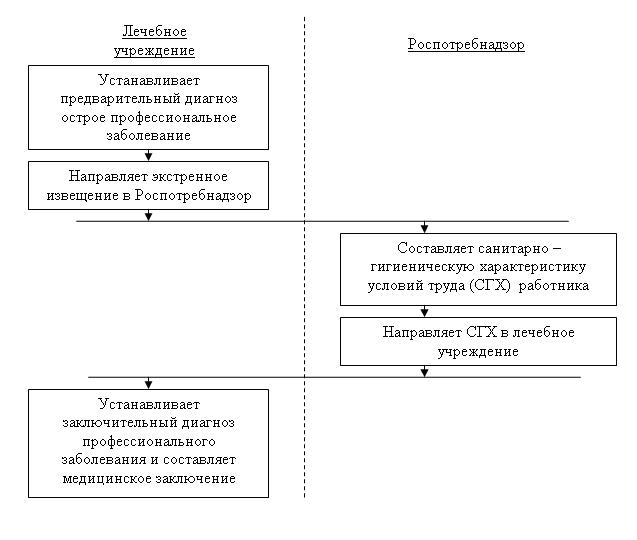 Лечебное
учреждение
Роспотребнадзор
Устанавливает
предварительный диагноз
острое профессиональное
заболевание
Направляет экстренное
извещение в Роспотребнадзор
Составляет санитарно –
гигиеническую характеристику
условий труда (СГХ) работника
Направляет СГХ в лечебное
учреждение
Устанавливает
заключительный диагноз
профессионального
заболевания и составляет
медицинское заключение